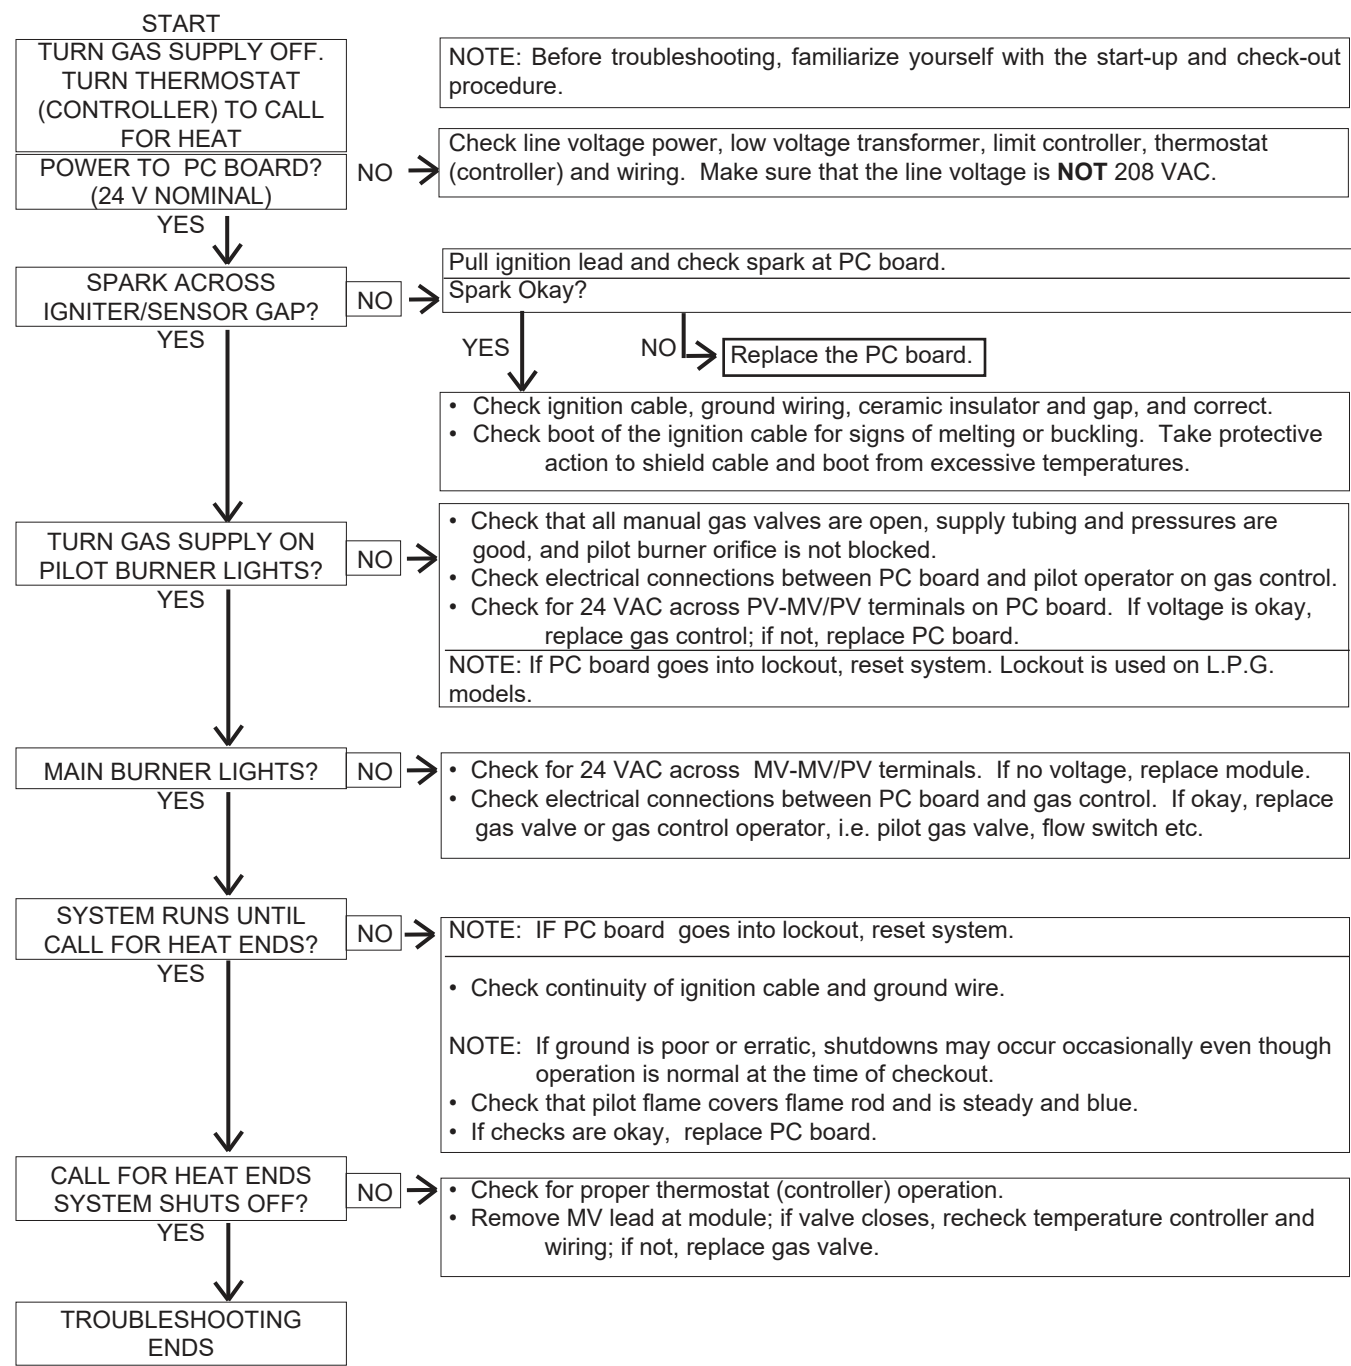 START
TURN GAS SUPPLY OFF.
TURN THERMOSTAT
(CONTROLLER) TO CALL
FOR HEAT
NOTE: Before troubleshooting, familiarize yourself with the start-up and check-out
procedure.
POWER TO PC BOARD?
(24 V NOMINAL)
NO
Check line voltage power, low voltage transformer, limit controller, thermostat
(controller) and wiring. Make sure that the line voltage is NOT 208 VAC.
YES
SPARK ACROSS
IGNITER/SENSOR GAP?
NO
Pull ignition lead and check spark at PC board.
Spark Okay?
YES
YES
NO
Replace the PC board.
• Check ignition cable, ground wiring, ceramic insulator and gap, and correct.
• Check boot of the ignition cable for signs of melting or buckling. Take protective
action to shield cable and boot from excessive temperatures.
TURN GAS SUPPLY ON
PILOT BURNER LIGHTS?
NO
• Check that all manual gas valves are open, supply tubing and pressures are
good, and pilot burner orifice is not blocked.
• Check electrical connections between PC board and pilot operator on gas control.
• Check for 24 VAC across PV-MV/PV terminals on PC board. If voltage is okay,
replace gas control; if not, replace PC board.
NOTE: If PC board goes into lockout, reset system. Lockout is used on L.P.G.
models.
YES
MAIN BURNER LIGHTS?
NO
• Check for 24 VAC across MV-MV/PV terminals. If no voltage, replace module.
• Check electrical connections between PC board and gas control. If okay, replace
gas valve or gas control operator, i.e. pilot gas valve, flow switch etc.
YES
SYSTEM RUNS UNTIL
CALL FOR HEAT ENDS?
NO
NOTE: IF PC board goes into lockout, reset system.
• Check continuity of ignition cable and ground wire.
NOTE: If ground is poor or erratic, shutdowns may occur occasionally even though
operation is normal at the time of checkout.
• Check that pilot flame covers flame rod and is steady and blue.
• If checks are okay, replace PC board.
YES
CALL FOR HEAT ENDS
SYSTEM SHUTS OFF?
NO
• Check for proper thermostat (controller) operation.
• Remove MV lead at module; if valve closes, recheck temperature controller and
wiring; if not, replace gas valve.
YES
TROUBLESHOOTING
ENDS